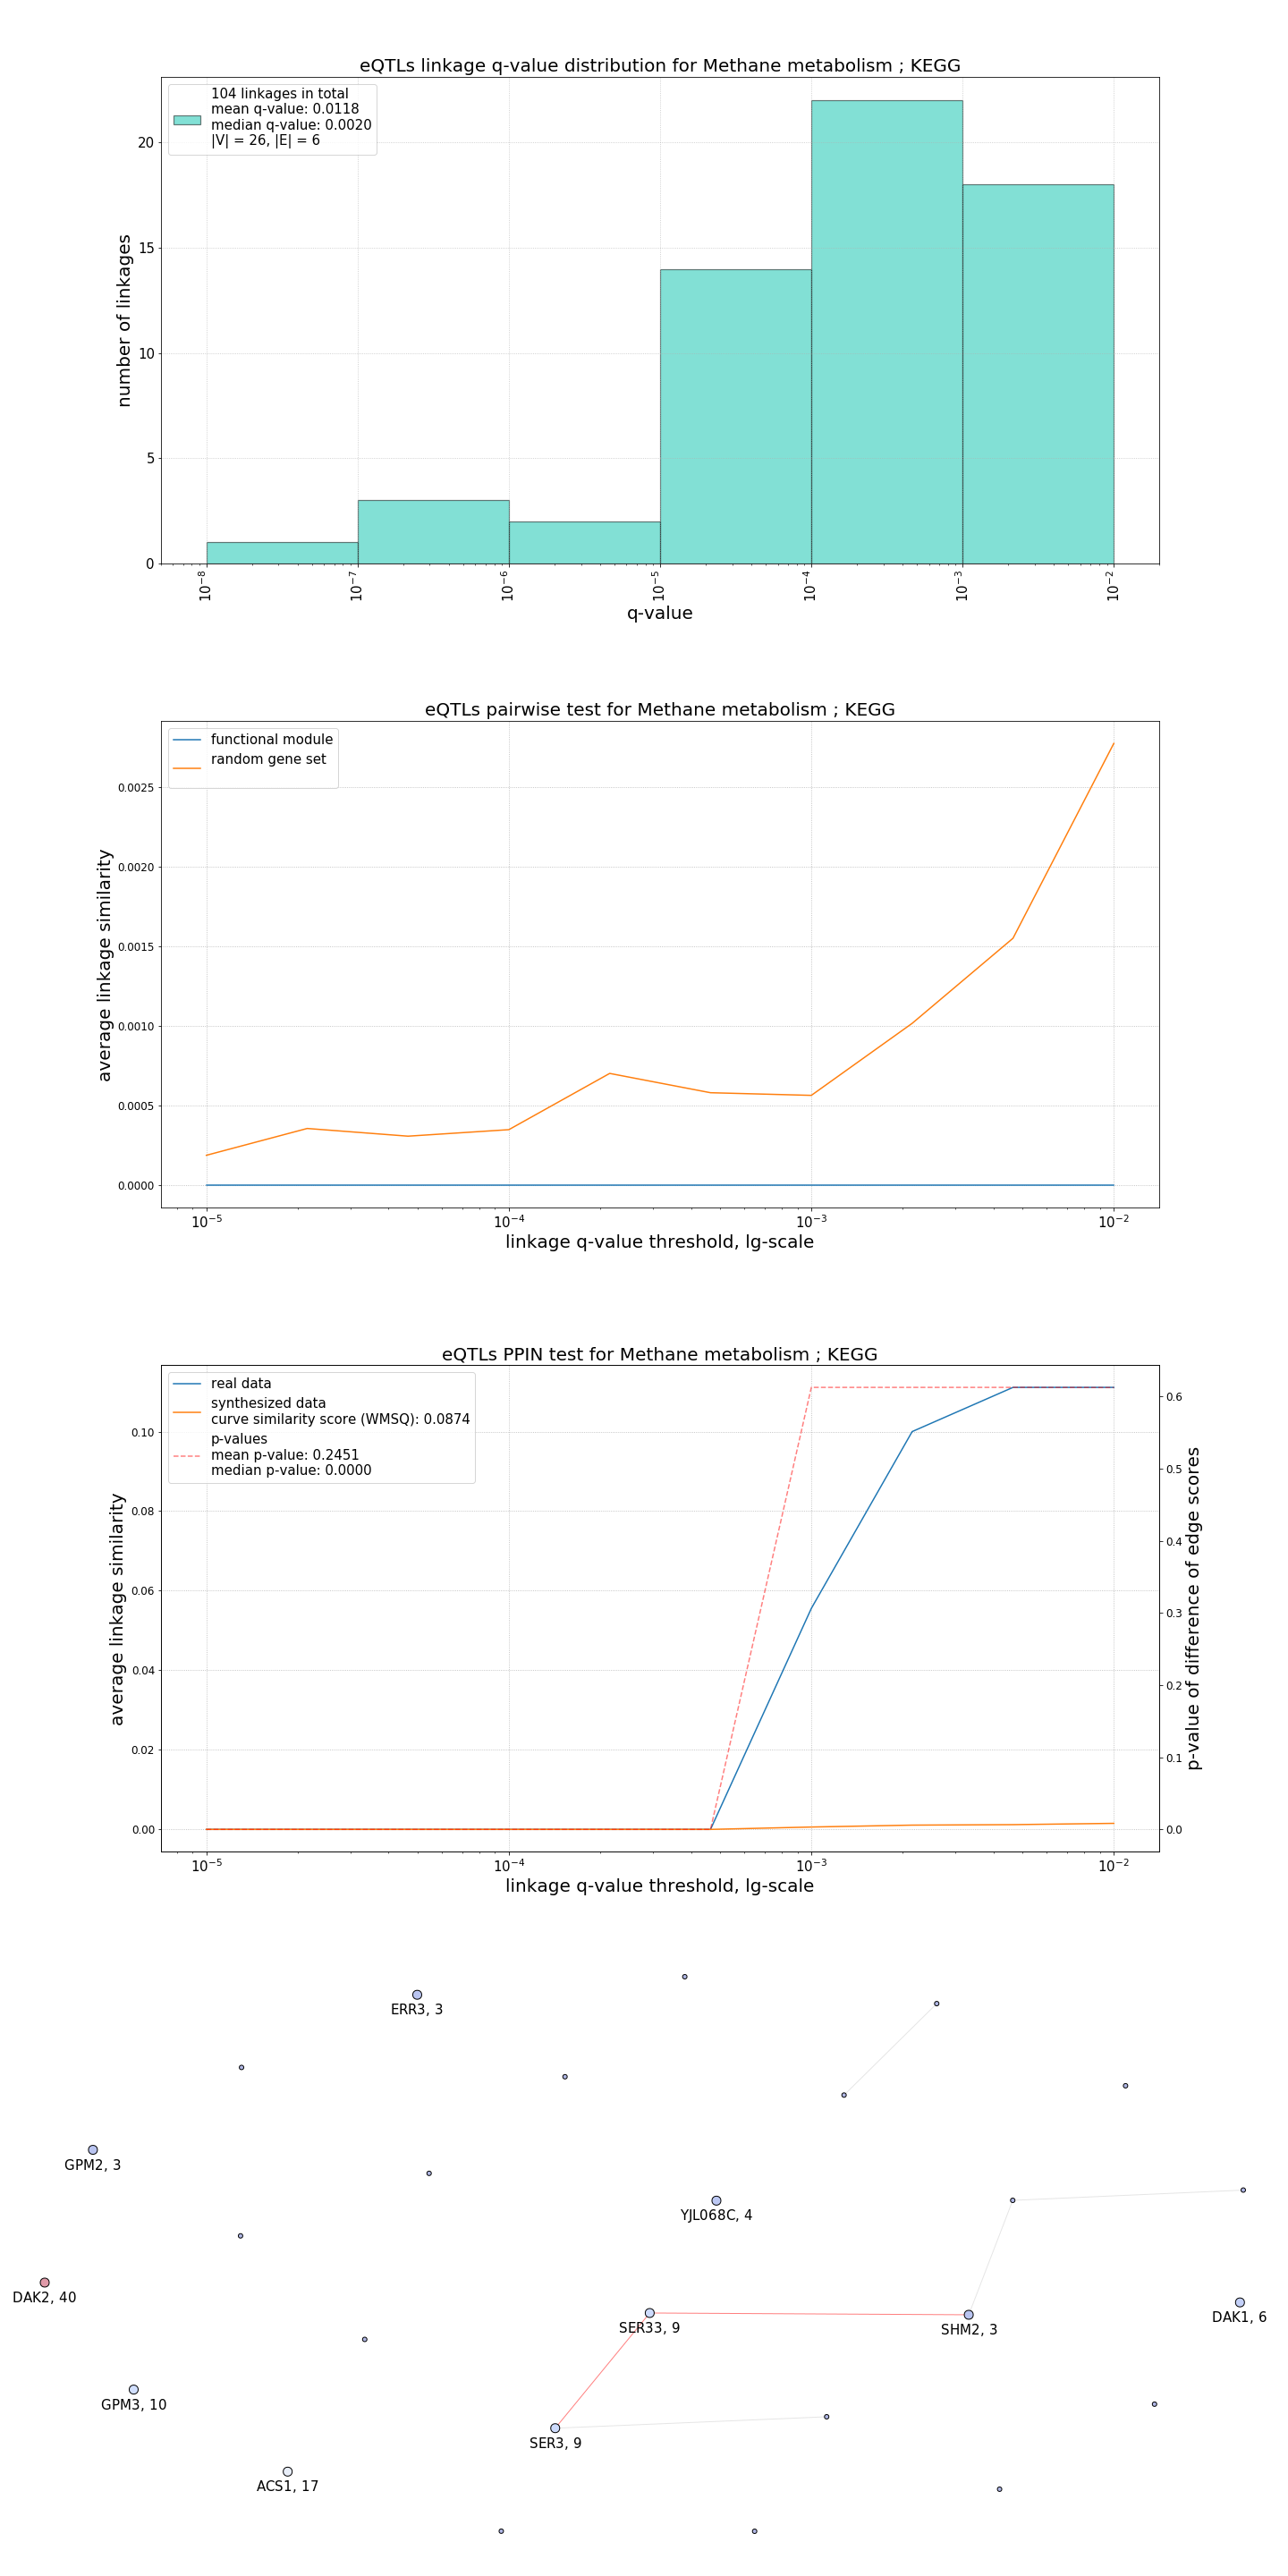 eQTLs linkage q-value distribution for Methane metabolism ; KEGG
104 linkages in total
mean q-value: 0.0118
median q-value: 0.0020
|V| = 26, |E| = 6
number of linkages
20
15
10
5
0
10⁻⁸ 10⁻⁷ 10⁻⁶ 10⁻⁵ 10⁻⁴ 10⁻³ 10⁻²
q-value
eQTLs pairwise test for Methane metabolism ; KEGG
functional module
random gene set
average linkage similarity
0.0025
0.0020
0.0015
0.0010
0.0005
0.0000
10⁻⁵ 10⁻⁴ 10⁻³ 10⁻²
linkage q-value threshold, lg-scale
eQTLs PPIN test for Methane metabolism ; KEGG
real data
synthesized data
curve similarity score (WMSQ): 0.0874
p-values
mean p-value: 0.2451
median p-value: 0.0000
average linkage similarity
0.10
0.08
0.06
0.04
0.02
0.00
0.6
0.5
0.4
0.3
0.2
0.1
0.0
p-value of difference of edge scores
10⁻⁵ 10⁻⁴ 10⁻³ 10⁻²
linkage q-value threshold, lg-scale
ERR3, 3
GPM2, 3
YJL068C, 4
DAK2, 40
DAK1, 6
SER33, 9
SHM2, 3
GPM3, 10
SER3, 9
ACS1, 17